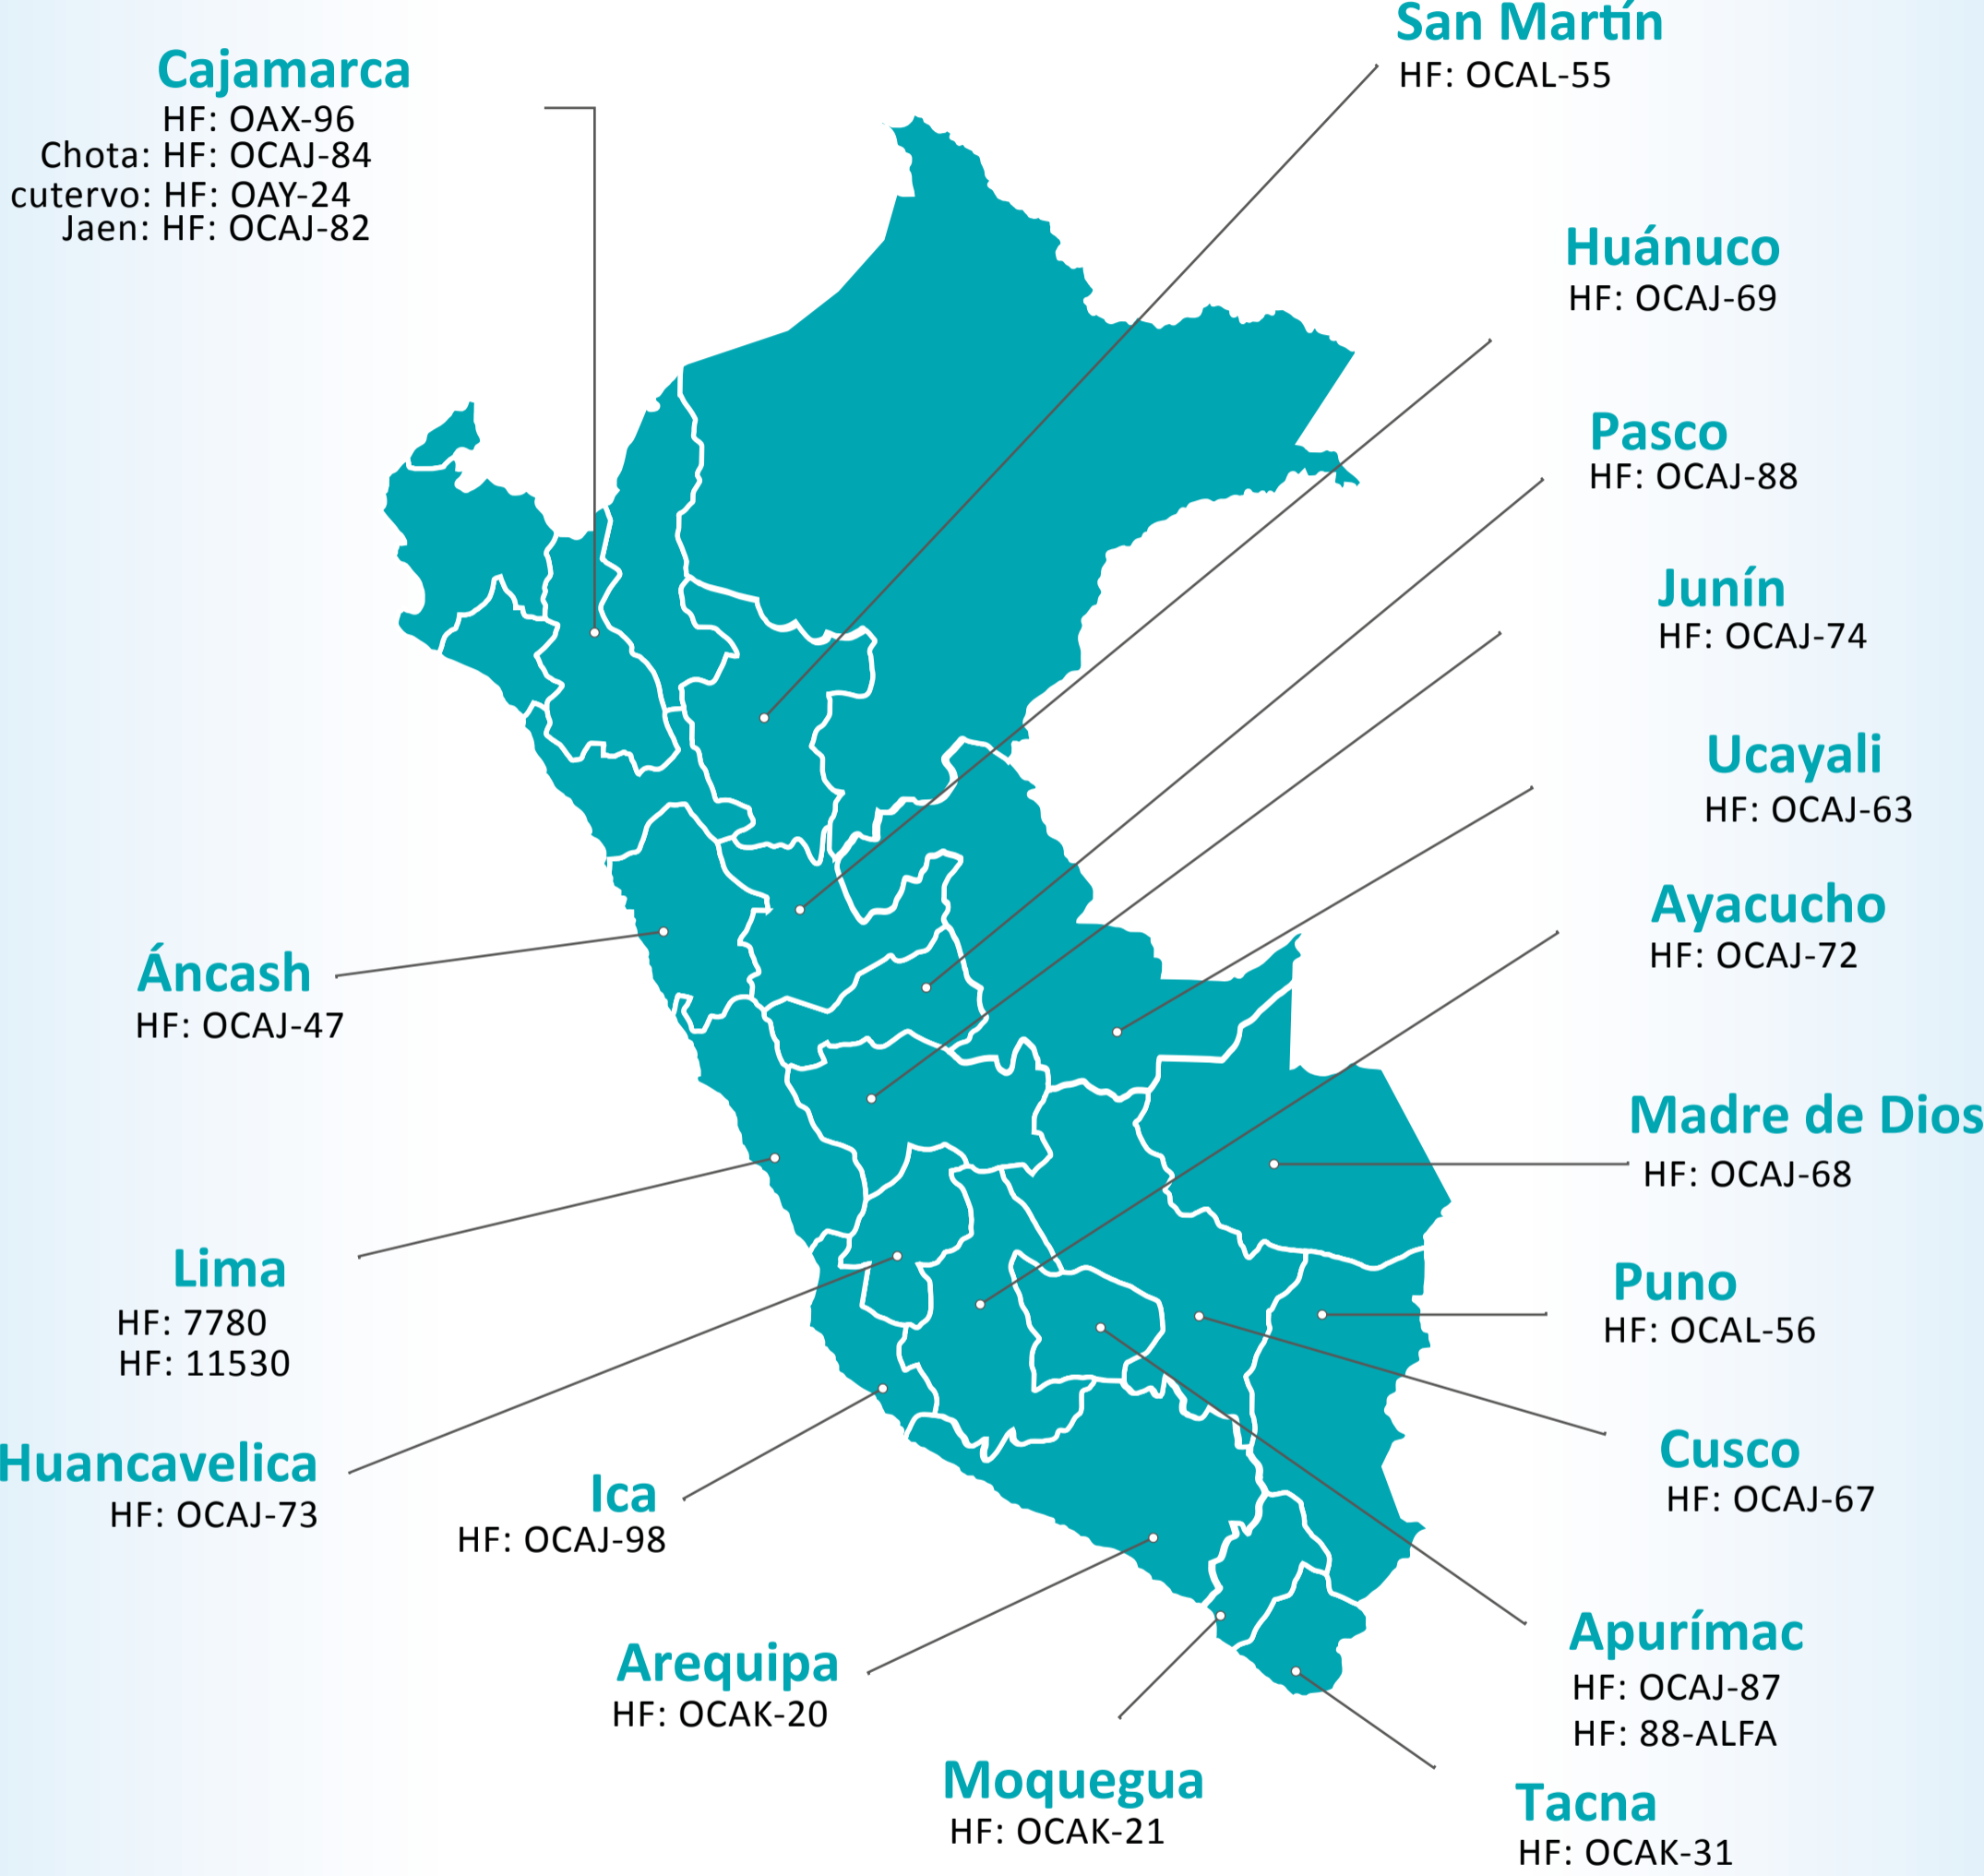 San Martín
HF: OCAL-55
Cajamarca
HF: OAX-96
Chota: HF: OCAJ-84
cutervo: HF: OAY-24
Jaen: HF: OCAJ-82
Huánuco
HF: OCAJ-69
Pasco
HF: OCAJ-88
Junín
HF: OCAJ-74
Ucayali
HF: OCAJ-63
Ayacucho
HF: OCAJ-72
Áncash
HF: OCAJ-47
Madre de Dios
HF: OCAJ-68
Lima
HF: 7780
HF: 11530
Puno
HF: OCAL-56
Huancavelica
HF: OCAJ-73
Ica
HF: OCAJ-98
Cusco
HF: OCAJ-67
Arequipa
HF: OCAK-20
Apurímac
HF: OCAJ-87
HF: 88-ALFA
Moquegua
HF: OCAK-21
Tacna
HF: OCAK-31